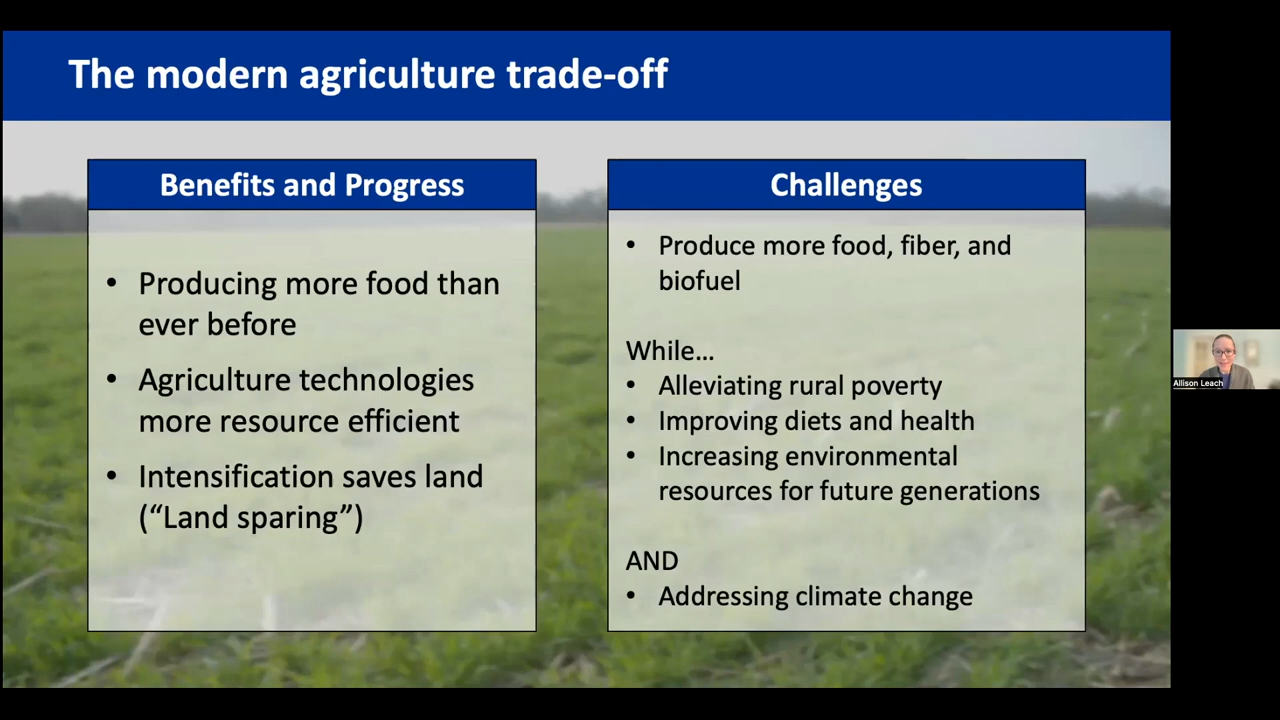 The modern agriculture trade-off
Benefits and Progress
• Producing more food than
ever before
• Agriculture technologies
more resource efficient
• Intensification saves land
(“Land sparing”)
Challenges
• Produce more food, fiber, and
biofuel
While...
• Alleviating rural poverty
• Improving diets and health
• Increasing environmental
resources for future generations
AND
• Addressing climate change
Allison Leach